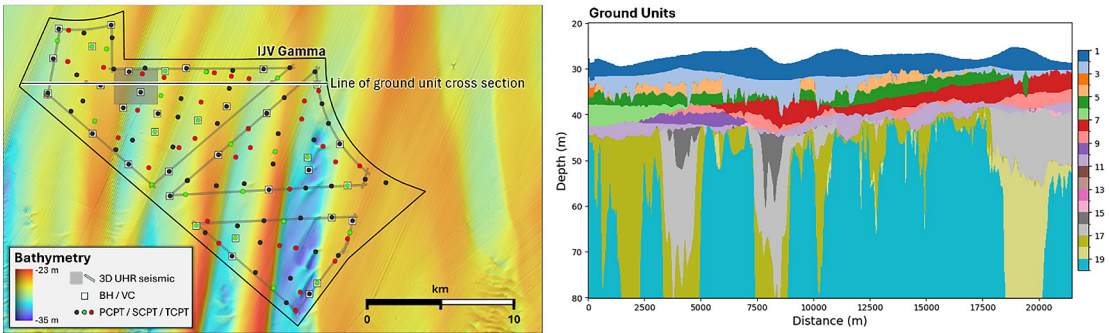 IJV Gamma
Line of ground unit cross section
Bathymetry
-23 m
-35 m
3D UHR seismic
BH / VC
PCPT / SCPT / TCPT
km
0
10
Ground Units
20
30
40
50
60
70
80
Depth (m)
0
2500
5000
7500
10000
12500
15000
17500
20000
Distance (m)
1
3
5
7
9
11
13
15
17
19